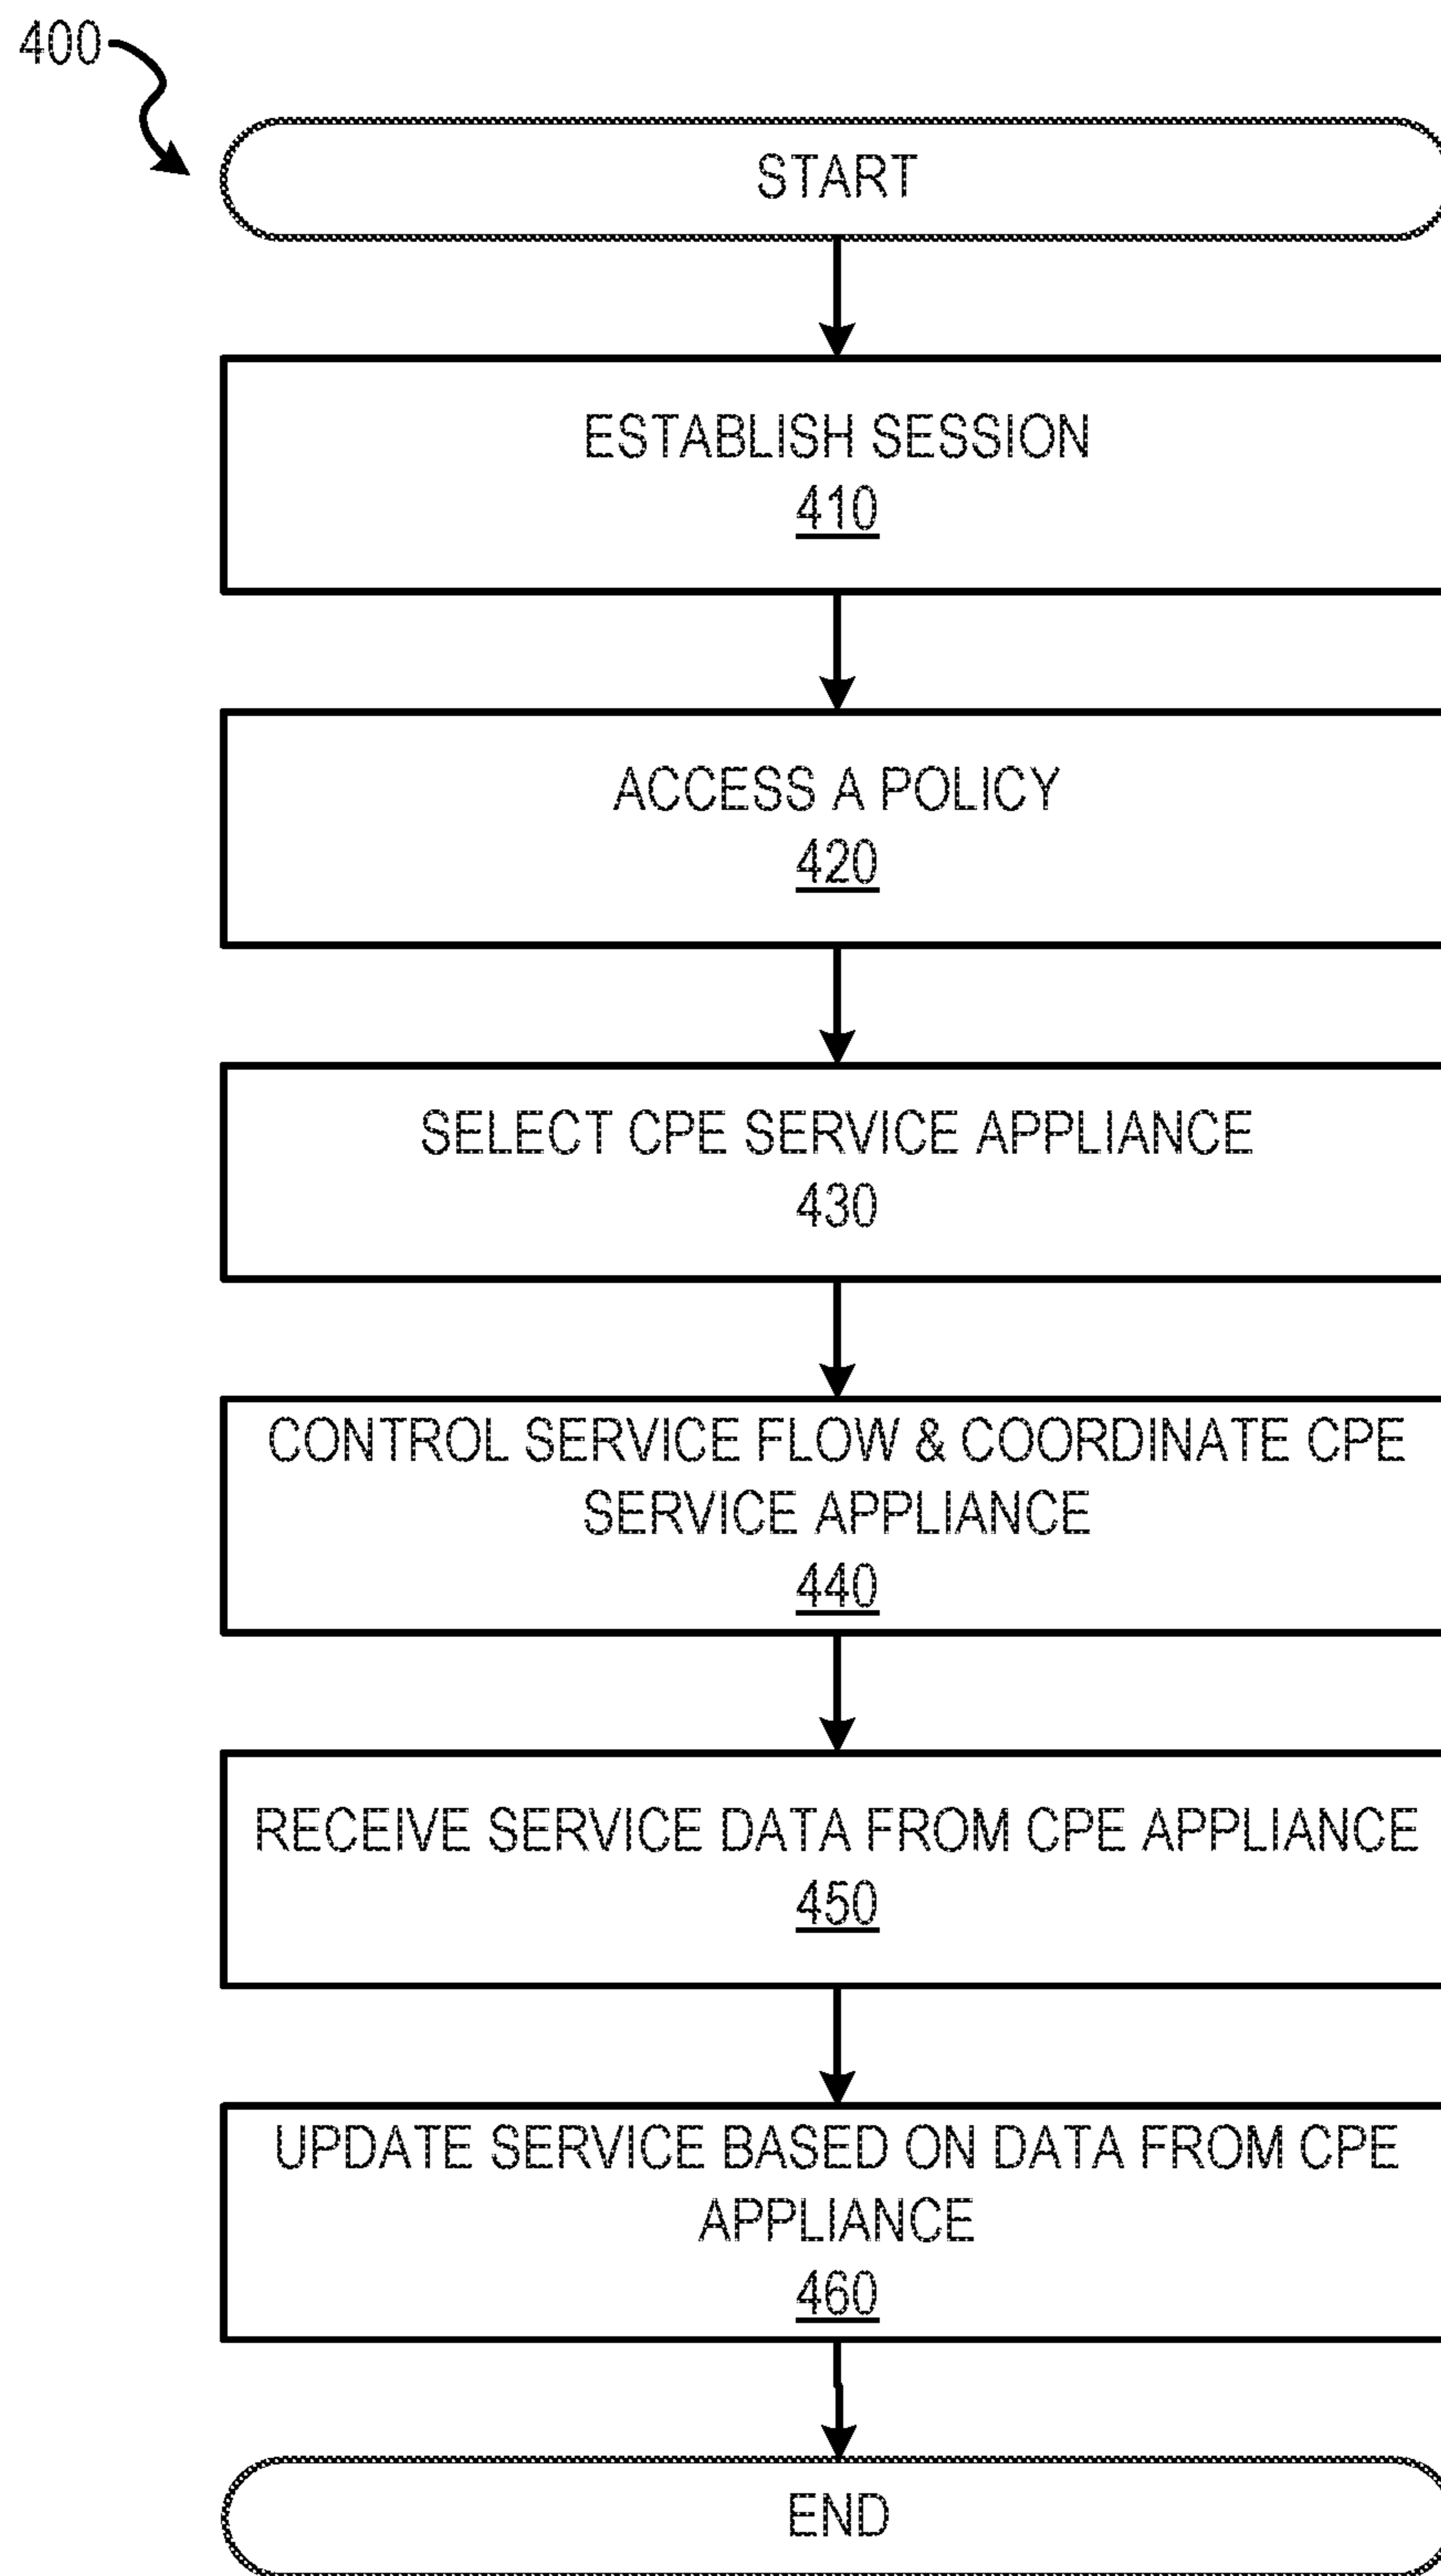 400
START
ESTABLISH SESSION
410
ACCESS A POLICY
420
SELECT CPE SERVICE APPLIANCE
430
CONTROL SERVICE FLOW & COORDINATE CPE
SERVICE APPLIANCE
440
RECEIVE SERVICE DATA FROM CPE APPLIANCE
450
UPDATE SERVICE BASED ON DATA FROM CPE
APPLIANCE
460
END